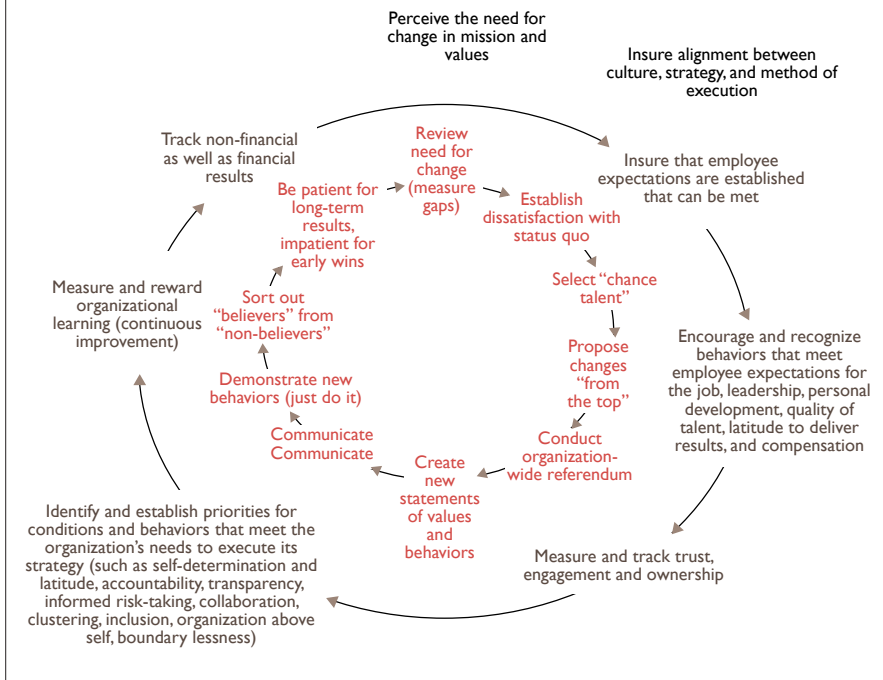 Perceive the need for
change in mission and
values
Insure alignment between
culture, strategy, and method of
execution
Insure that employee
expectations are established
that can be met
Encourage and recognize
behaviors that meet
employee expectations for
the job, leadership, personal
development, quality of
talent, latitude to deliver
results, and compensation
Measure and track trust,
engagement and ownership
Identify and establish priorities for
conditions and behaviors that meet the
organization's needs to execute its
strategy (such as self-determination and
latitude, accountability, transparency,
informed risk-taking, collaboration,
clustering, inclusion, organization above
self, boundary lessness)
Measure and reward
organizational
learning (continuous
improvement)
Track non-financial
as well as financial
results
Review
need for
change
(measure
gaps)
Establish
dissatisfaction with
status quo
Select “chance
talent”
Propose
changes
“from
the top”
Conduct
organization-
wide referendum
Create
new
statements
of values
and
behaviors
Communicate
Communicate
Demonstrate new
behaviors (just do it)
Sort out
“believers” from
“non-believers”
Be patient for
long-term
results,
impatient for
early wins